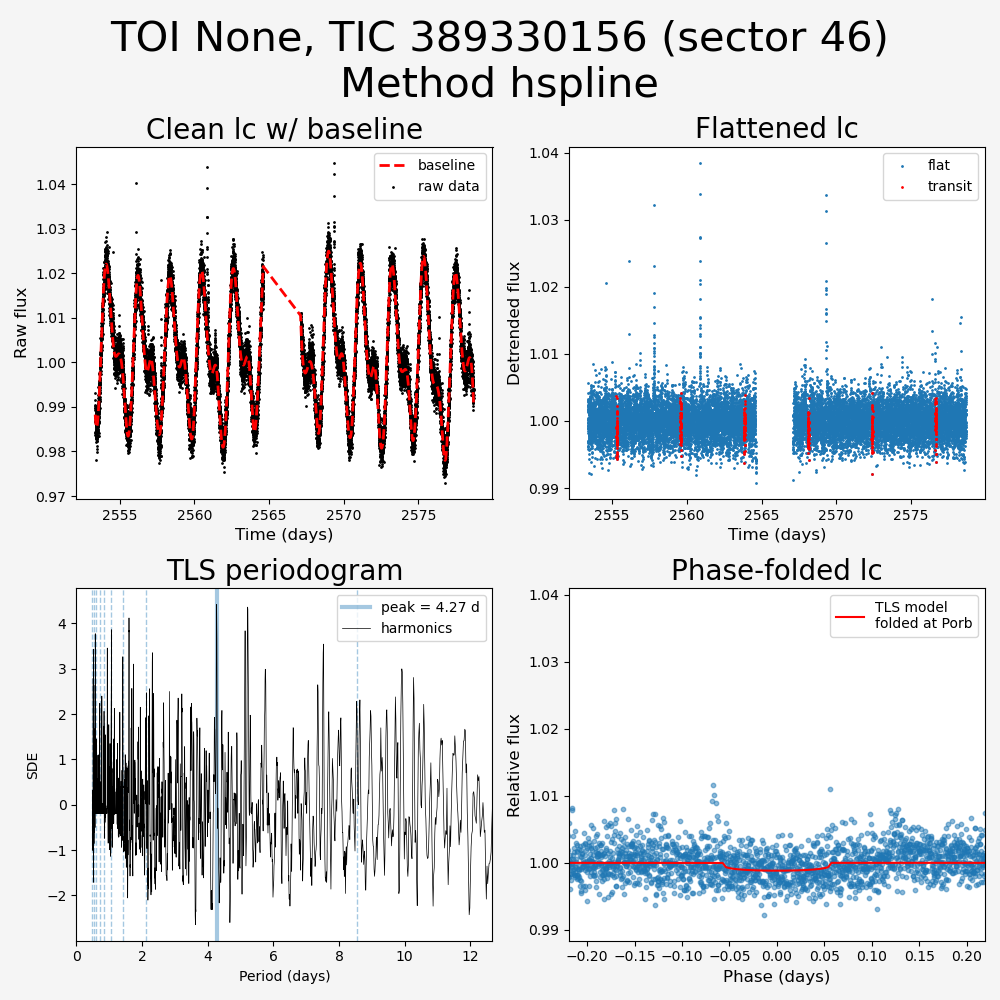 TOI None, TIC 389330156 (sector 46)
Method hspline
Clean lc w/ baseline
Raw flux
1.04
1.03
1.02
1.01
1.00
0.99
0.98
0.97
baseline
raw data
2555
2560
2565
2570
2575
Time (days)
Flattened lc
Detrended flux
1.04
1.03
1.02
1.01
1.00
0.99
flat
transit
2555
2560
2565
2570
2575
Time (days)
TLS periodogram
SDE
4
3
2
1
0
−1
−2
peak = 4.27 d
harmonics
0
2
4
6
8
10
12
Period (days)
Phase-folded lc
Relative flux
1.04
1.03
1.02
1.01
1.00
0.99
TLS model
folded at Porb
−0.20
−0.15
−0.10
−0.05
0.00
0.05
0.10
0.15
0.20
Phase (days)